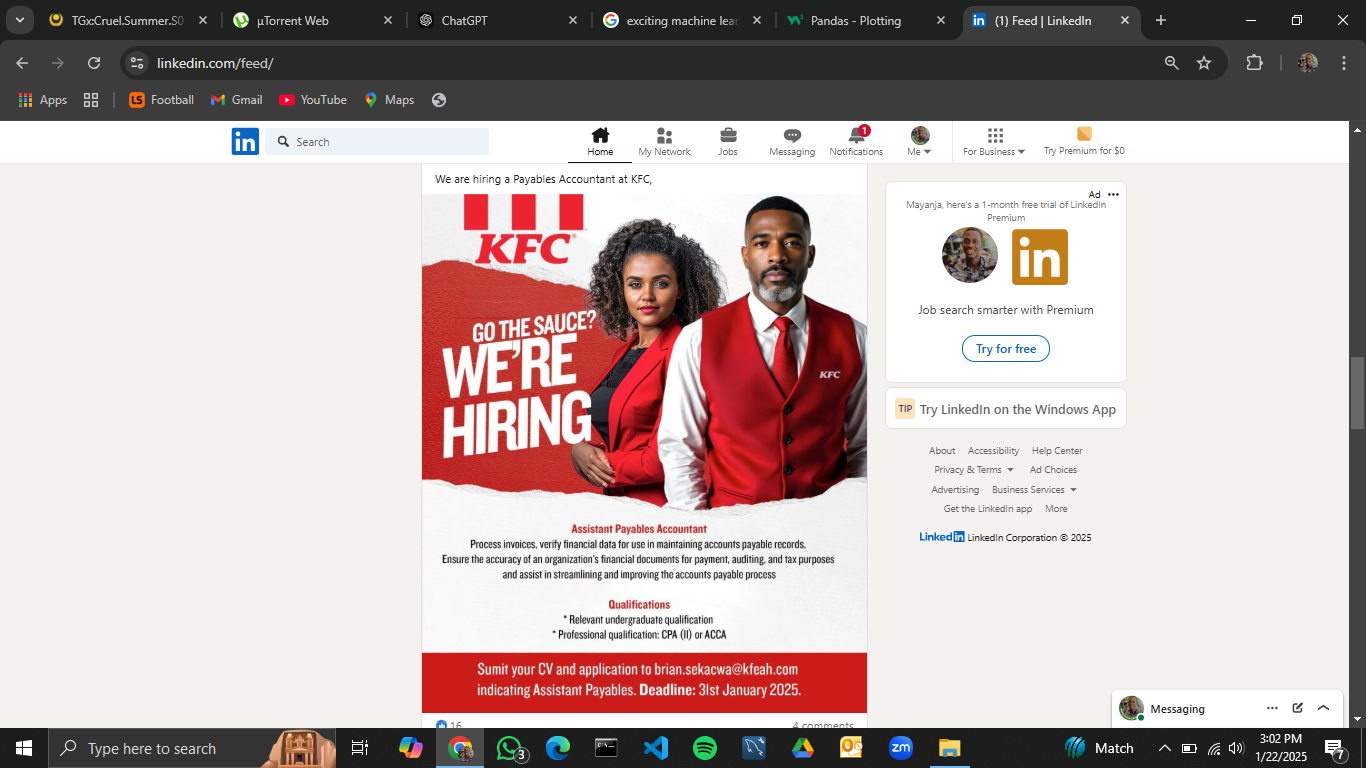 TGx:Cruel.Summer.S0
µTorrent Web
ChatGPT
exciting machine lear
Pandas - Plotting
(1) Feed | LinkedIn
linkedin.com/feed/
Apps
LS Football
Gmail
YouTube
Maps
in
Search
Home
My Network
Jobs
Messaging
1
Notifications
Me
For Business
Try Premium for $0
We are hiring a Payables Accountant at KFC,
KFC
GO THE SAUCE?
WE'RE
HIRING
KFC
Assistant Payables Accountant
Process invoices, verify financial data for use in maintaining accounts payable records.
Ensure the accuracy of an organization's financial documents for payment, auditing, and tax purposes
and assist in streamlining and improving the accounts payable process
Qualifications
* Relevant undergraduate qualification
* Professional qualification: CPA (II) or ACCA
Sumit your CV and application to brian.sekacwa@kfeah.com
indicating Assistant Payables. Deadline: 31st January 2025.
16
4 comments
Ad
Mayanja, here's a 1-month free trial of LinkedIn
Premium
in
Job search smarter with Premium
Try for free
TIP Try LinkedIn on the Windows App
About Accessibility Help Center
Privacy & Terms Ad Choices
Advertising Business Services
Get the LinkedIn app More
LinkedIn LinkedIn Corporation © 2025
Messaging
Type here to search
3
zm
Match
3:02 PM
1/22/2025
7